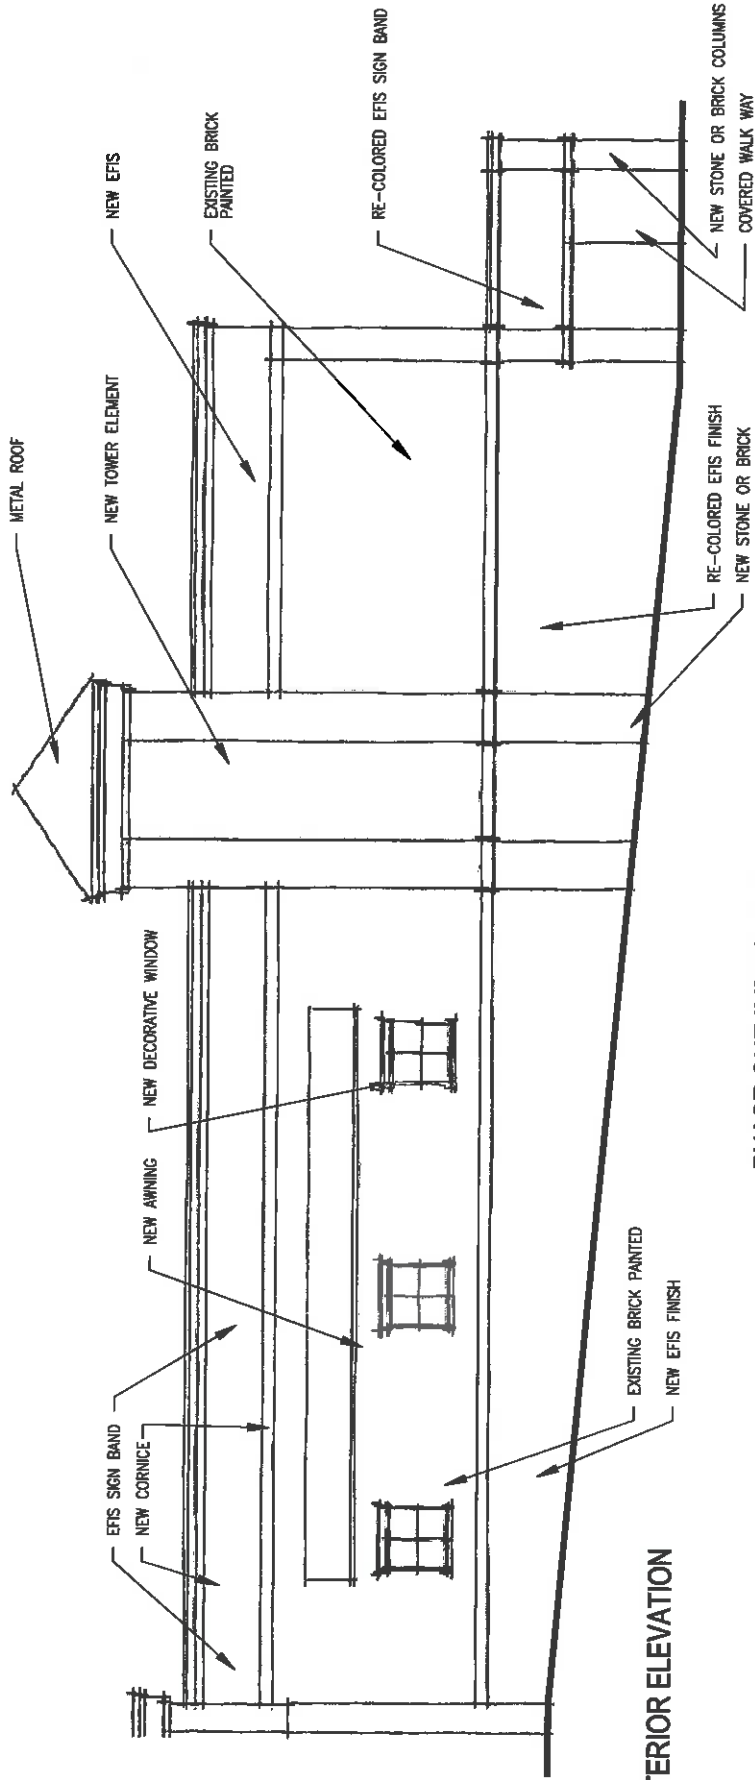 METAL ROOF
NEW TOWER ELEMENT
NEW EFIS
EXISTING BRICK
PAINTED
RE-COLORED EFIS SIGN BAND
EFIS SIGN BAND
NEW CORNICE
NEW AWNING
NEW DECORATIVE WINDOW
EXISTING BRICK PAINTED
NEW EFIS FINISH
RE-COLORED EFIS FINISH
NEW STONE OR BRICK
NEW STONE OR BRICK COLUMNS
COVERED WALK WAY
TERIOR ELEVATION